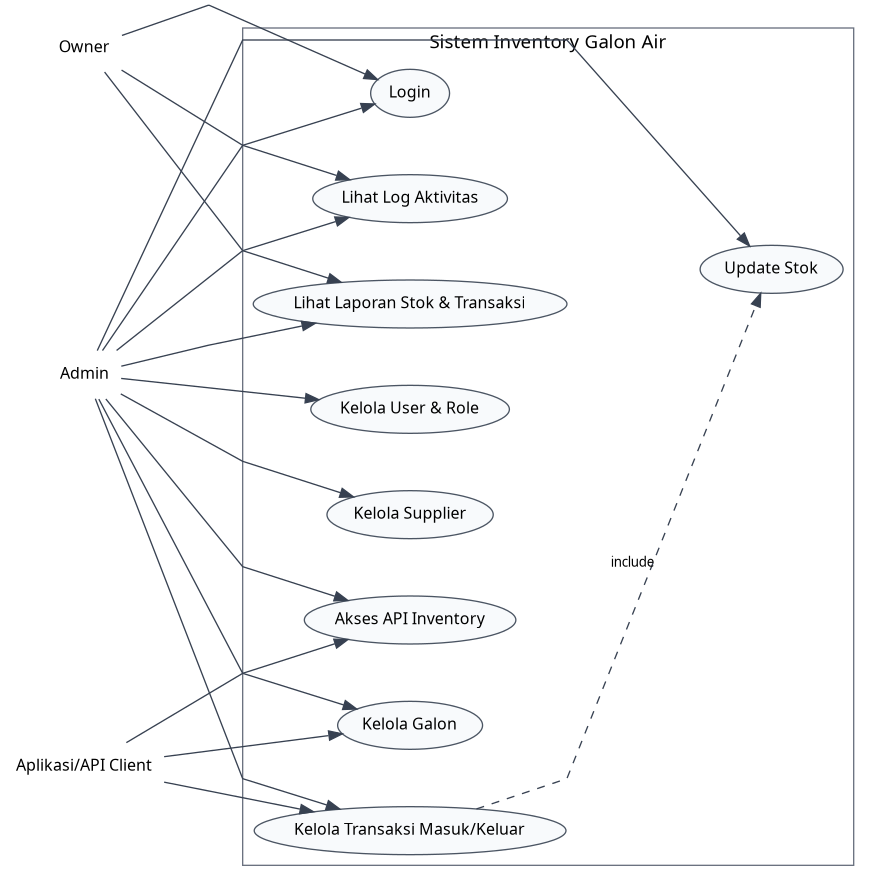 Sistem Inventory Galon Air
Owner
Login
Lihat Log Aktivitas
Update Stok
Lihat Laporan Stok & Transaksi
Admin
Kelola User & Role
Kelola Supplier
include
Akses API Inventory
Kelola Galon
Aplikasi/API Client
Kelola Transaksi Masuk/Keluar